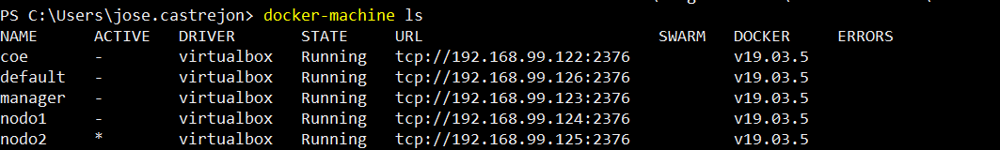 PS C:\Users\jose.castrejon> docker-machine ls
NAME ACTIVE DRIVER STATE URL SWARM DOCKER ERRORS
coe - virtualbox Running tcp://192.168.99.122:2376 v19.03.5
default - virtualbox Running tcp://192.168.99.126:2376 v19.03.5
manager - virtualbox Running tcp://192.168.99.123:2376 v19.03.5
nodo1 - virtualbox Running tcp://192.168.99.124:2376 v19.03.5
nodo2 * virtualbox Running tcp://192.168.99.125:2376 v19.03.5